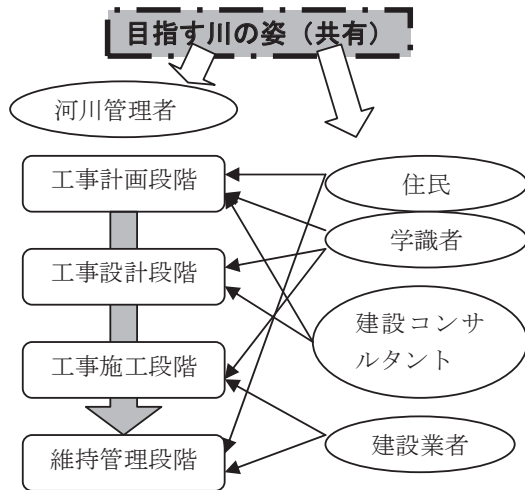 目指す川の姿（共有）
河川管理者
工事計画段階
工事設計段階
工事施工段階
維持管理段階
住民
学識者
建設コンサ
ルタント
建設業者